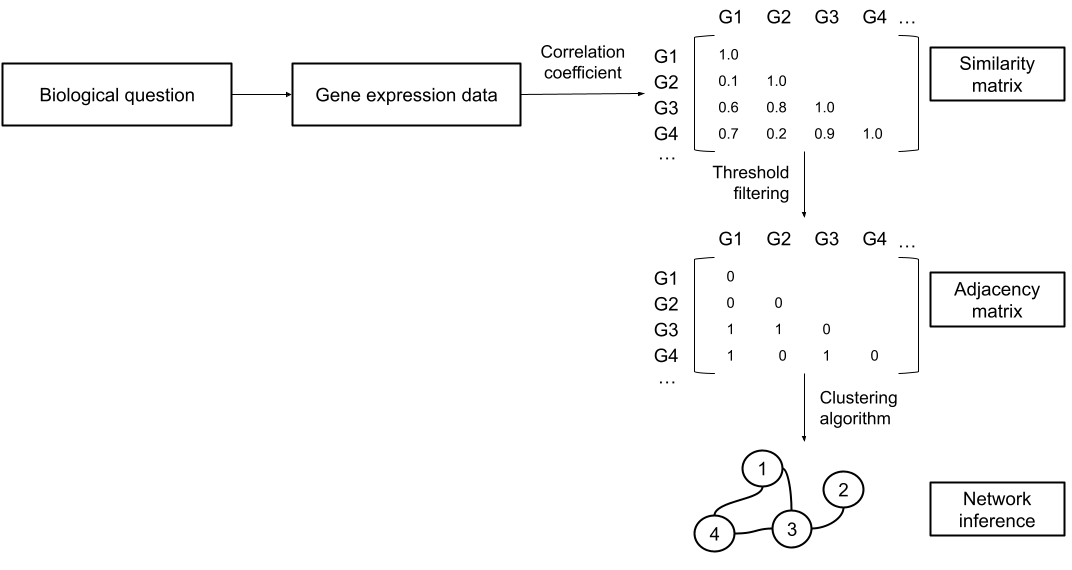 Biological question
Gene expression data
Correlation
coefficient
G1 G2 G3 G4 ...
G1 1.0
G2 0.1 1.0
G3 0.6 0.8 1.0
G4 0.7 0.2 0.9 1.0
...
Similarity
matrix
Threshold
filtering
G1 G2 G3 G4 ...
G1 0
G2 0 0
G3 1 1 0
G4 1 0 1 0
...
Adjacency
matrix
Clustering
algorithm
1
2
4 3
Network
inference